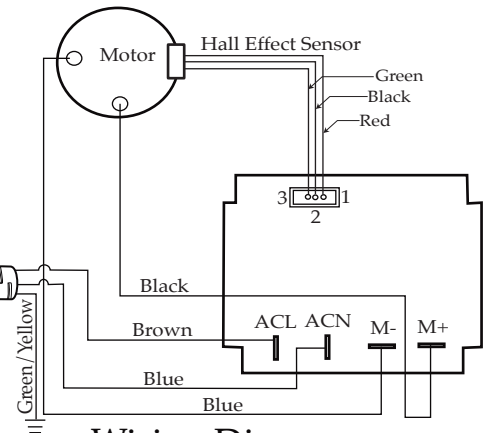 Hall Effect Sensor
Motor
Green
Black
Red
3
1
2
Black
ACL ACN M- M+
Brown
Green/Yellow
Blue
Blue